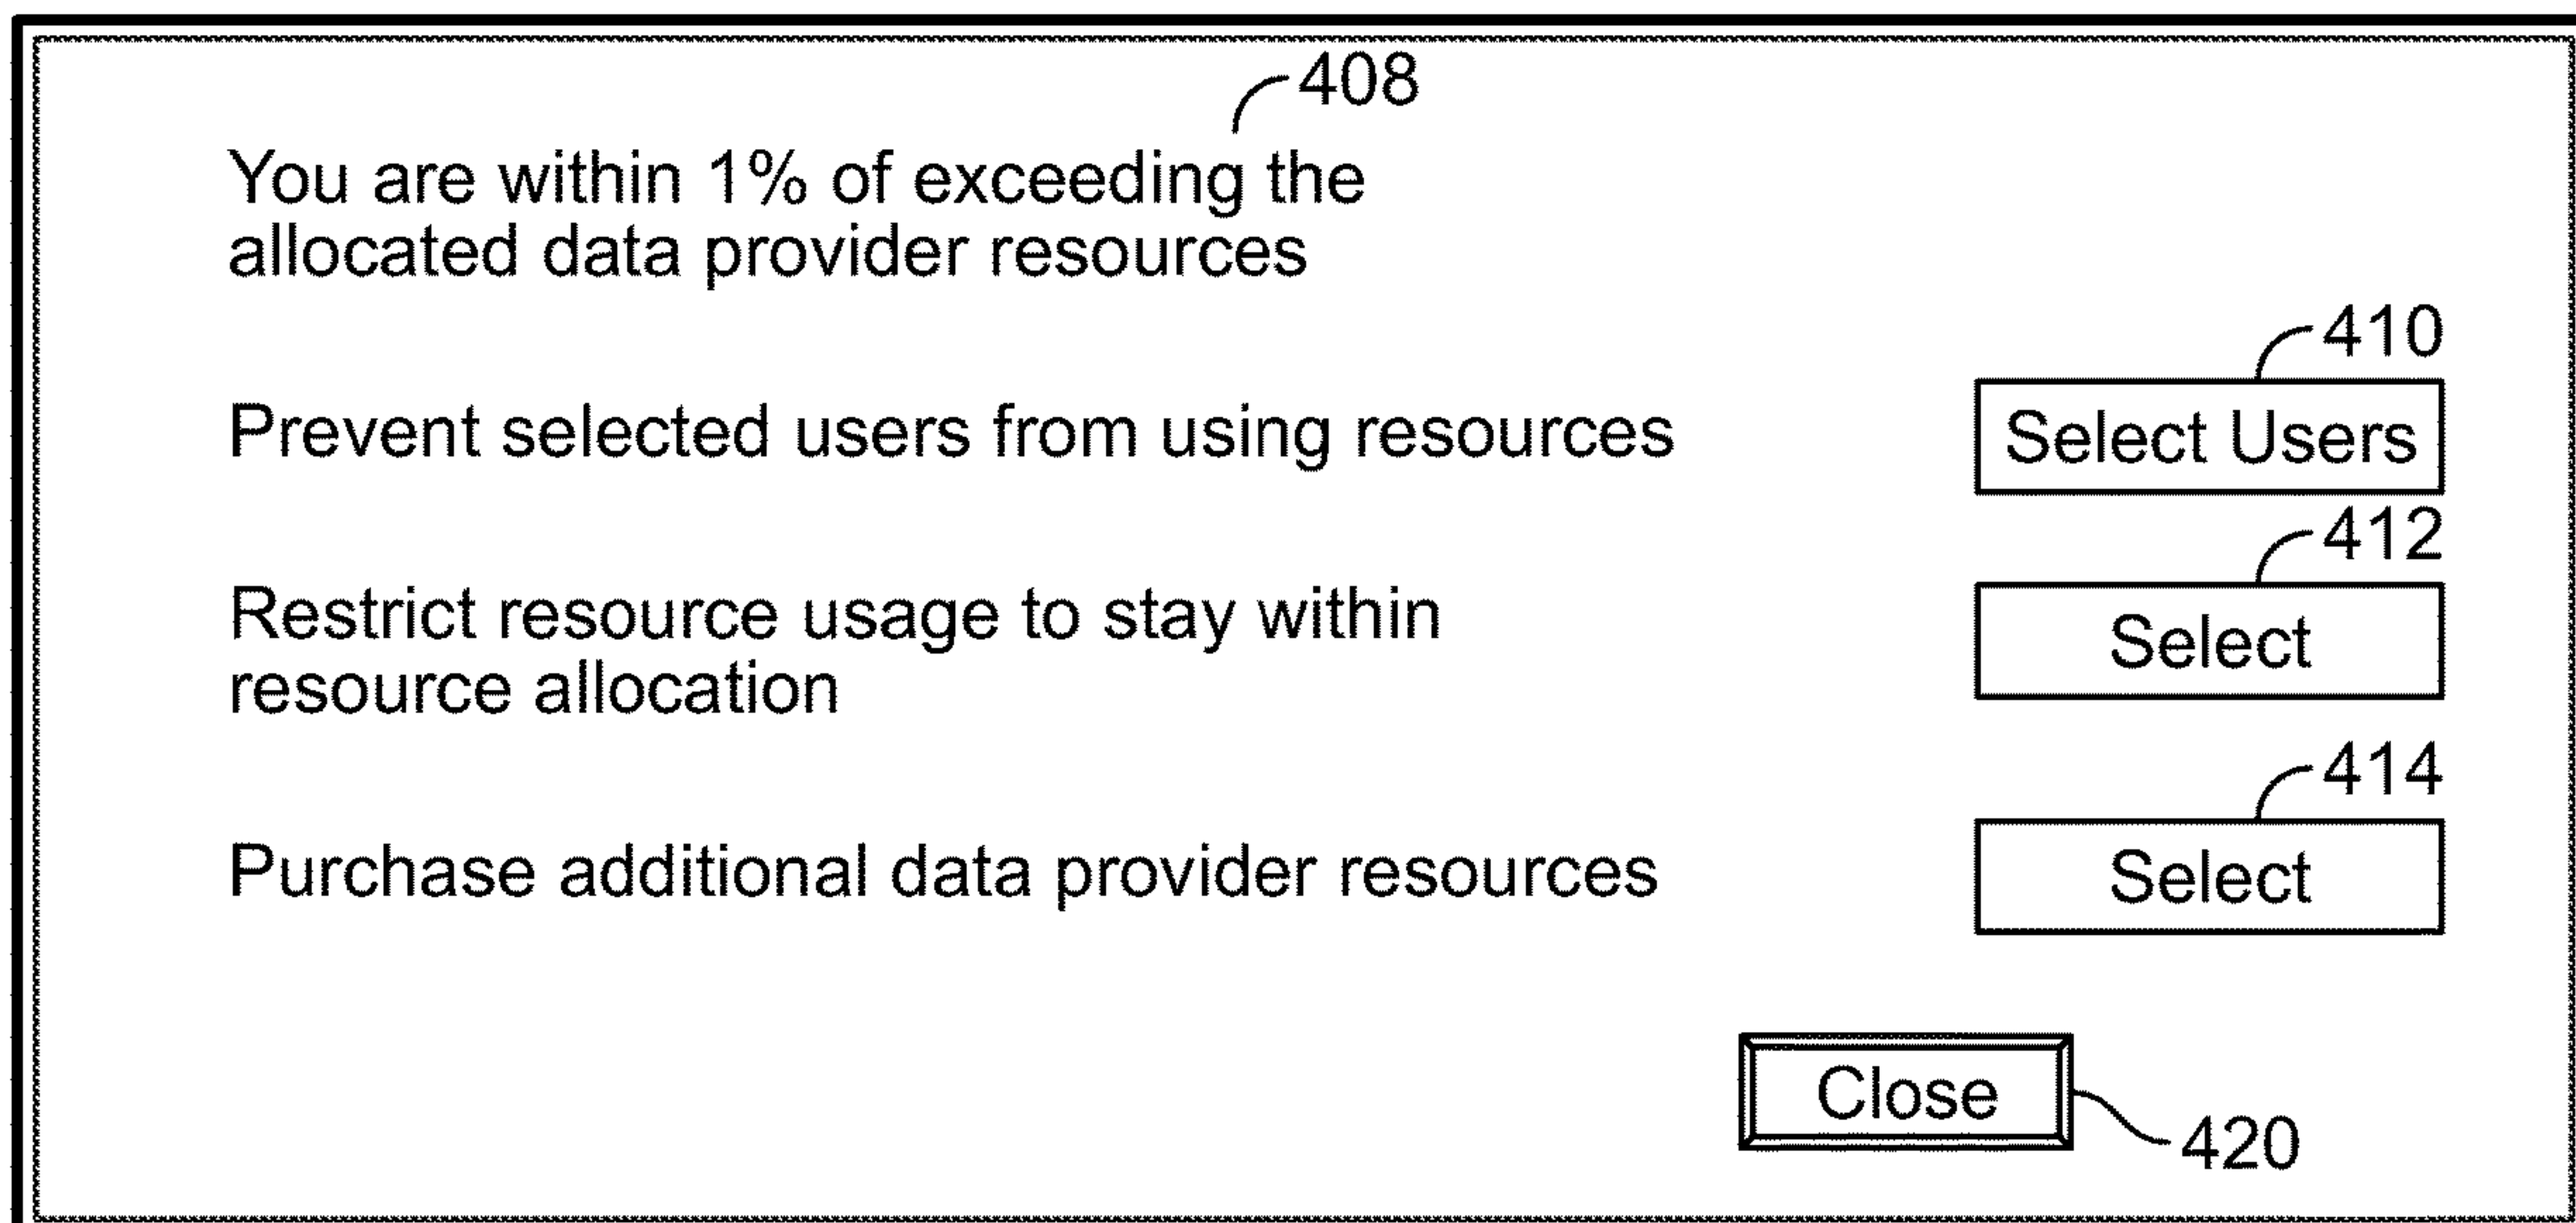 408
You are within 1% of exceeding the
allocated data provider resources
410
Prevent selected users from using resources
Select Users
412
Restrict resource usage to stay within
resource allocation
Select
414
Purchase additional data provider resources
Select
Close
420